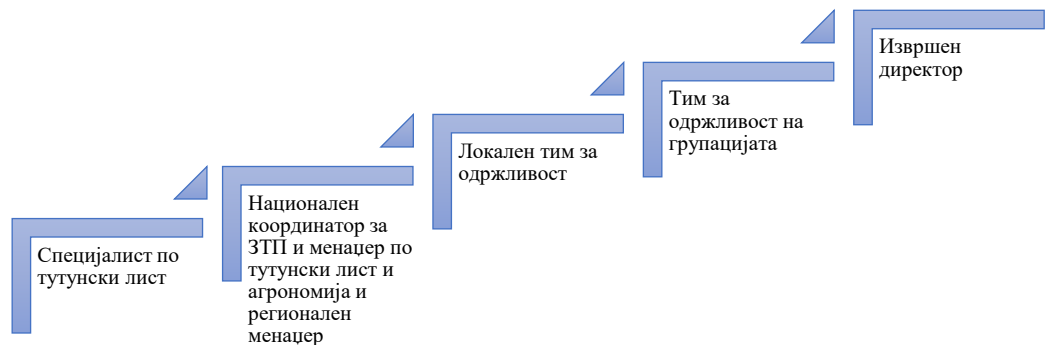 Специјалист по
тутунски лист
Национален
координатор за
ЗТП и менаџер по
тутунски лист и
агрономија и
регионален
менаџер
Локален тим за
одржливост
Тим за
одржливост на
групацијата
Извршен
директор